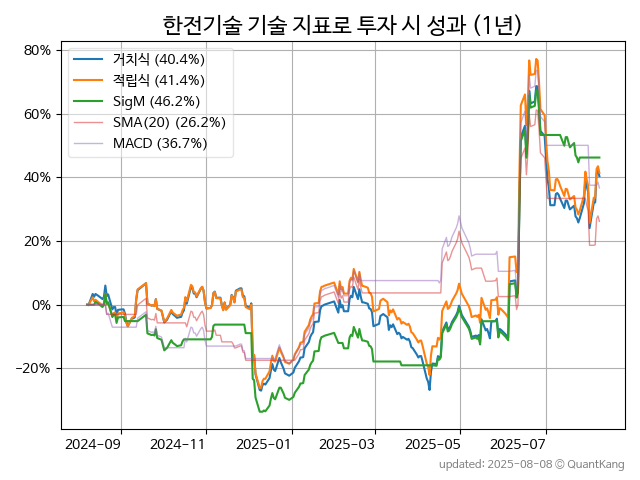 한전기술 기술 지표로 투자 시 성과 (1년)
80%
60%
40%
20%
0%
−20%
거치식 (40.4%)
적립식 (41.4%)
SigM (46.2%)
SMA(20) (26.2%)
MACD (36.7%)
2024-09 2024-11 2025-01 2025-03 2025-05 2025-07
updated: 2025-08-08 © QuantKang